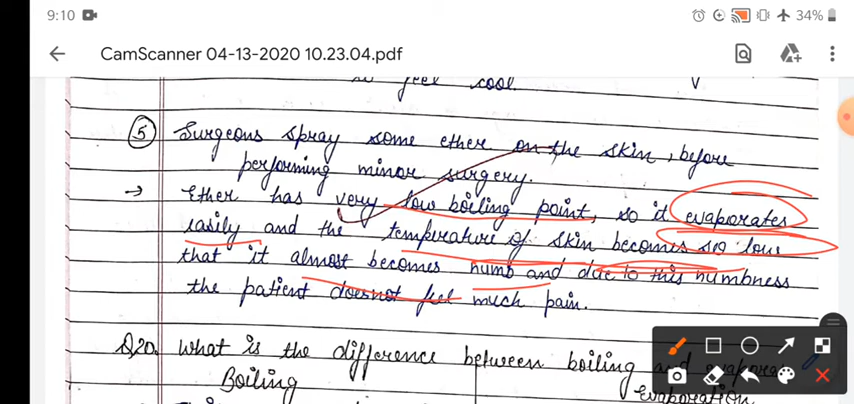 9:10
34%
CamScanner 04-13-2020 10.23.04.pdf
feel cool.
5 Surgeons spray some ether on the skin, before
performing minor surgery.
→ Ether has very low boiling point, so it evaporates
easily and the temperature of skin becomes so low
that it almost becomes numb and due to this numbness
the patient doesnot feel much pain.
Q20. What is the difference between boiling and
Boiling evaporation